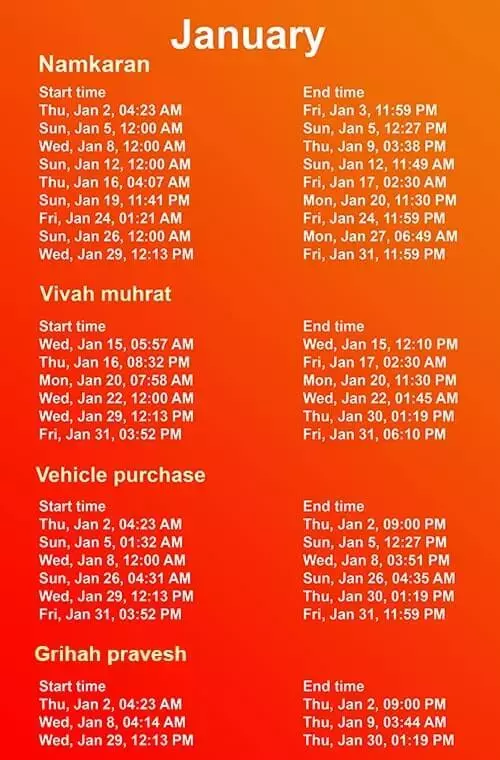 January
Namkaran
Start time End time
Thu, Jan 2, 04:23 AM Fri, Jan 3, 11:59 PM
Sun, Jan 5, 12:00 AM Sun, Jan 5, 12:27 PM
Wed, Jan 8, 12:00 AM Thu, Jan 9, 03:38 PM
Sun, Jan 12, 12:00 AM Sun, Jan 12, 11:49 AM
Thu, Jan 16, 04:07 AM Fri, Jan 17, 02:30 AM
Sun, Jan 19, 11:41 PM Mon, Jan 20, 11:30 PM
Fri, Jan 24, 01:21 AM Fri, Jan 24, 11:59 PM
Sun, Jan 26, 12:00 AM Mon, Jan 27, 06:49 AM
Wed, Jan 29, 12:13 PM Fri, Jan 31, 11:59 PM
Vivah muhrat
Start time End time
Wed, Jan 15, 05:57 AM Wed, Jan 15, 12:10 PM
Thu, Jan 16, 08:32 PM Fri, Jan 17, 02:30 AM
Mon, Jan 20, 07:58 AM Mon, Jan 20, 11:30 PM
Wed, Jan 22, 12:00 AM Wed, Jan 22, 01:45 AM
Wed, Jan 29, 12:13 PM Thu, Jan 30, 01:19 PM
Fri, Jan 31, 03:52 PM Fri, Jan 31, 06:10 PM
Vehicle purchase
Start time End time
Thu, Jan 2, 04:23 AM Thu, Jan 2, 09:00 PM
Sun, Jan 5, 01:32 AM Sun, Jan 5, 12:27 PM
Wed, Jan 8, 12:00 AM Wed, Jan 8, 03:51 PM
Sun, Jan 26, 04:31 AM Sun, Jan 26, 04:35 AM
Wed, Jan 29, 12:13 PM Thu, Jan 30, 01:19 PM
Fri, Jan 31, 03:52 PM Fri, Jan 31, 11:59 PM
Grihah pravesh
Start time End time
Thu, Jan 2, 04:23 AM Thu, Jan 2, 09:00 PM
Wed, Jan 8, 04:14 AM Thu, Jan 9, 03:44 AM
Wed, Jan 29, 12:13 PM Thu, Jan 30, 01:19 PM